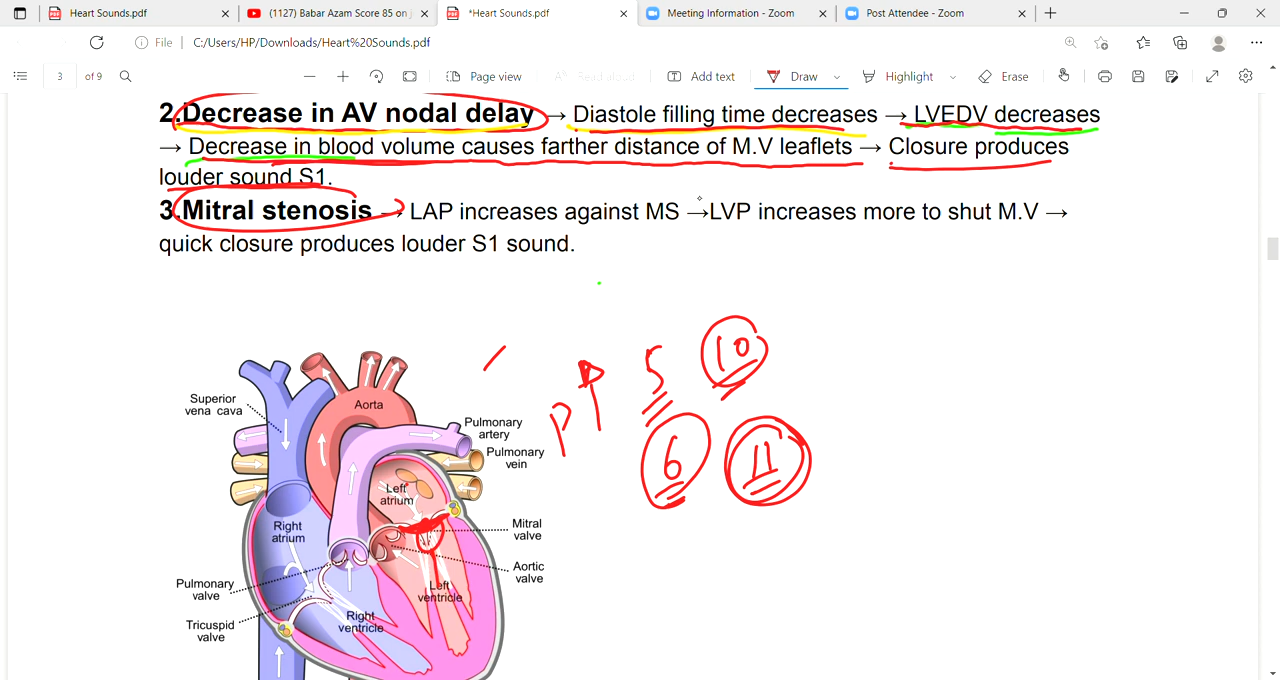 Heart Sounds.pdf
(1127) Babar Azam Score 85 on
*Heart Sounds.pdf
Meeting Information - Zoom
Post Attendee - Zoom
File
C:/Users/HP/Downloads/Heart%20Sounds.pdf
3 of 9
Page view
Read aloud
Add text
Draw
Highlight
Erase
2.Decrease in AV nodal delay → Diastole filling time decreases → LVEDV decreases
→ Decrease in blood volume causes farther distance of M.V leaflets → Closure produces
louder sound S1.
3.Mitral stenosis → LAP increases against MS →LVP increases more to shut M.V →
quick closure produces louder S1 sound.
P 5 10
6 11
Superior
vena cava
Aorta
Pulmonary
artery
Pulmonary
vein
Left
atrium
Right
atrium
Mitral
valve
Aortic
valve
Pulmonary
valve
Left
ventricle
Tricuspid
valve
Right
ventricle